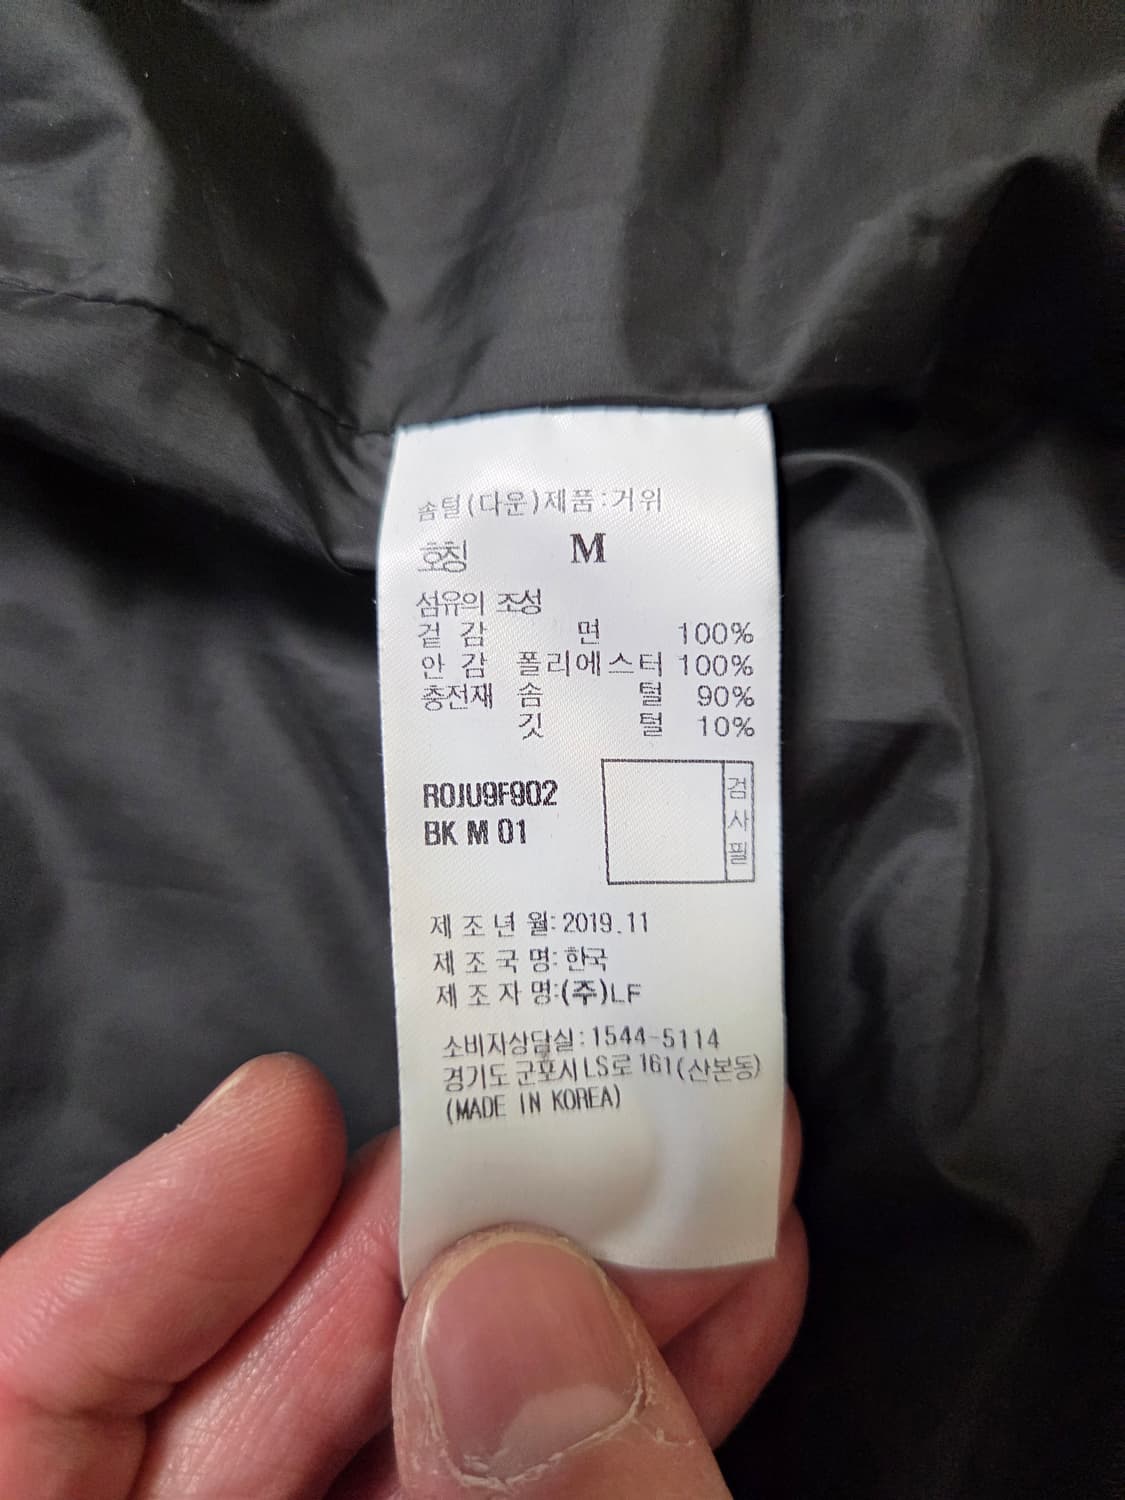 솜털(다운)제품:거위
호칭 M
섬유의 조성
겉 감 면 100%
안 감 폴리에스터 100%
충전재 솜 털 90%
깃 털 10%
R0JU9F902
BK M 01
검사필
제 조 년 월: 2019.11
제 조 국 명: 한국
제 조 자 명:(주)LF
소비자상담실:1544-5114
경기도 군포시 LS로 161(산본동)
(MADE IN KOREA)